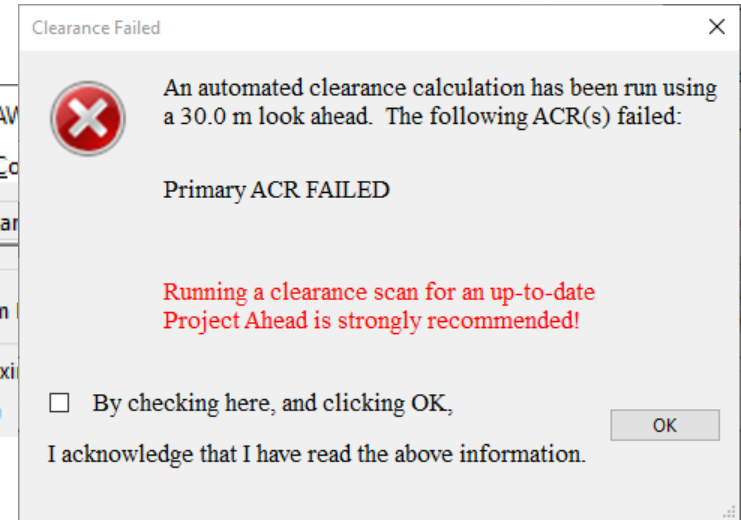 Clearance Failed
An automated clearance calculation has been run using
a 30.0 m look ahead. The following ACR(s) failed:
Primary ACR FAILED
Running a clearance scan for an up-to-date
Project Ahead is strongly recommended!
By checking here, and clicking OK,
OK
I acknowledge that I have read the above information.